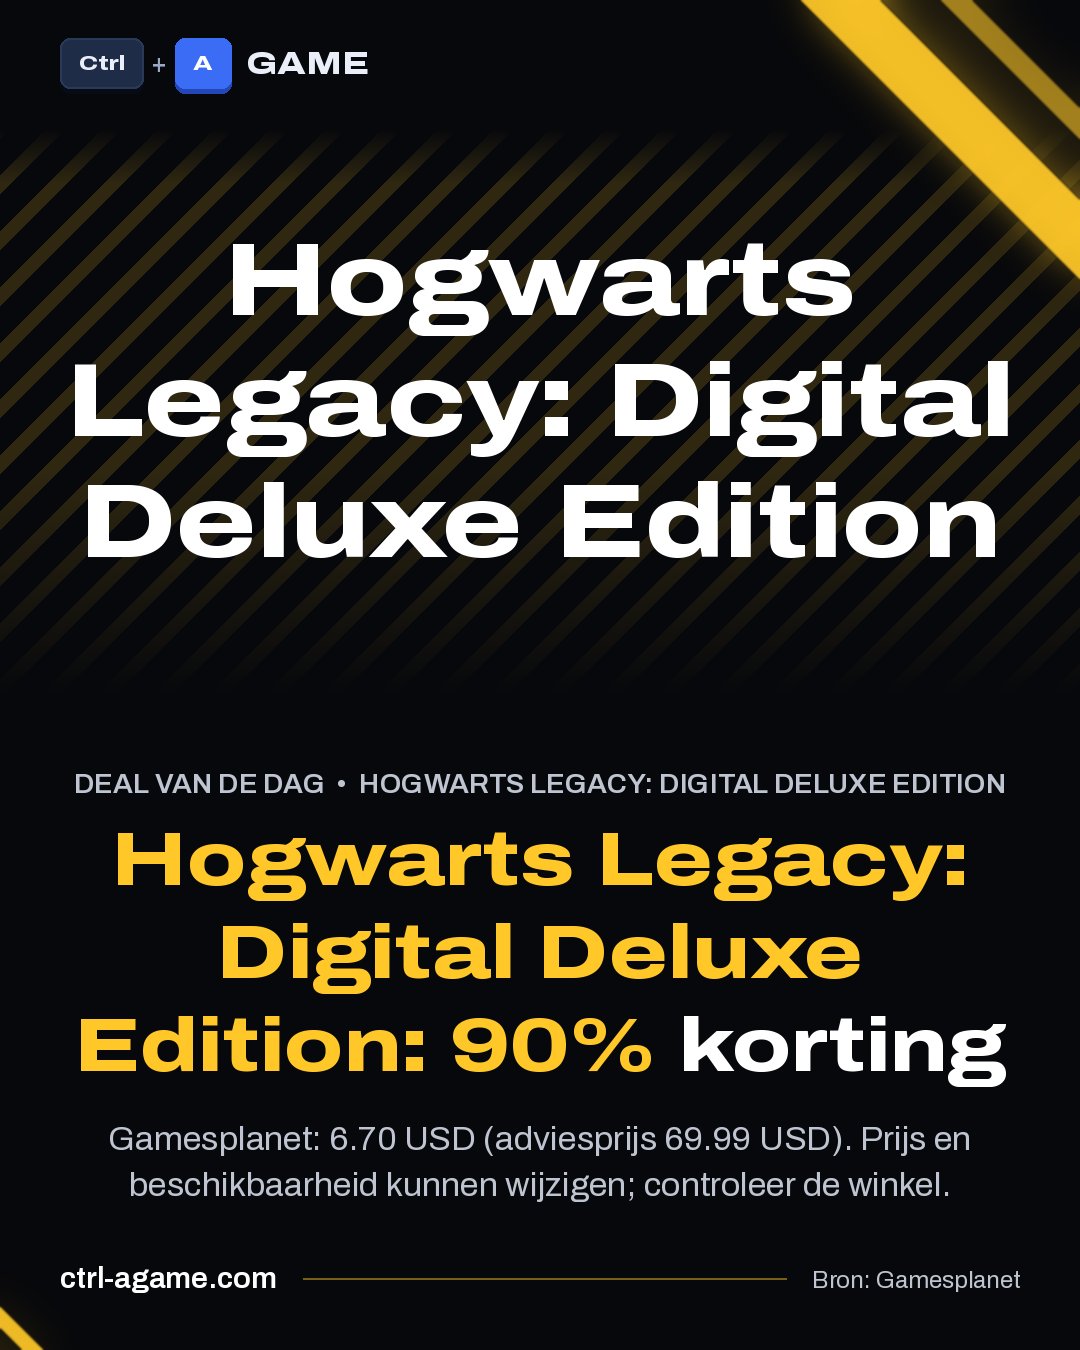 Ctrl + A GAME
Hogwarts
Legacy: Digital
Deluxe Edition
DEAL VAN DE DAG • HOGWARTS LEGACY: DIGITAL DELUXE EDITION
Hogwarts Legacy:
Digital Deluxe
Edition: 90% korting
Gamesplanet: 6.70 USD (adviesprijs 69.99 USD). Prijs en
beschikbaarheid kunnen wijzigen; controleer de winkel.
ctrl-agame.com
Bron: Gamesplanet